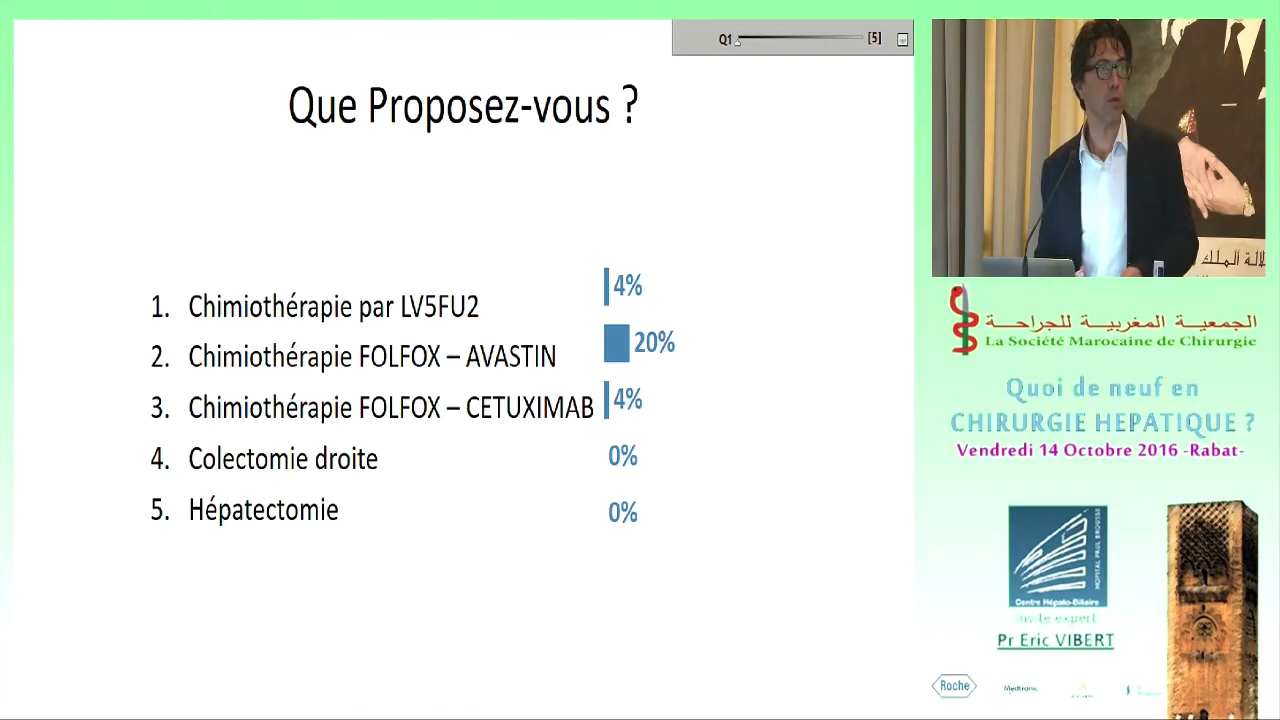 Q1 [5]
Que Proposez-vous ?
1. Chimiothérapie par LV5FU2 4%
2. Chimiothérapie FOLFOX – AVASTIN 20%
3. Chimiothérapie FOLFOX – CETUXIMAB 4%
4. Colectomie droite 0%
5. Hépatectomie 0%
الجمعية المغربية للجراحة
La Société Marocaine de Chirurgie
Quoi de neuf en
CHIRURGIE HEPATIQUE ?
Vendredi 14 Octobre 2016 -Rabat-
HOPITAL PAUL BROUSSE
Centre Hépato-Biliaire
Invite expert
Pr Eric VIBERT
Roche
Medtronic